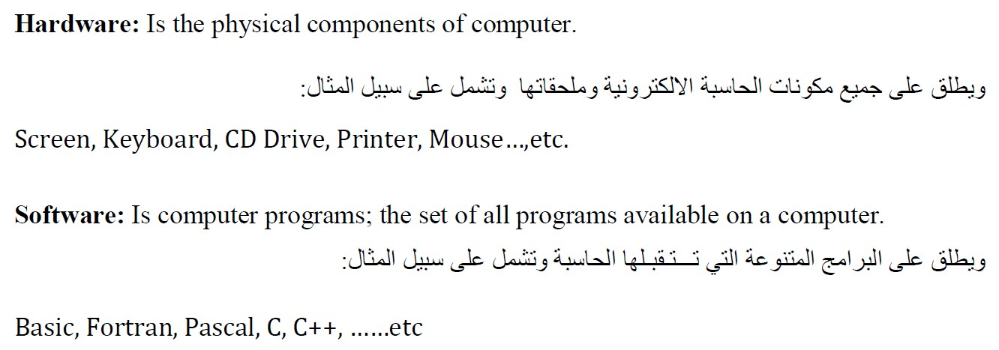 Hardware: Is the physical components of computer.
ويطلق على جميع مكونات الحاسبة الالكترونية وملحقاتها وتشمل على سبيل المثال:
Screen, Keyboard, CD Drive, Printer, Mouse…,etc.
Software: Is computer programs; the set of all programs available on a computer.
ويطلق على البرامج المتنوعة التي تـــتـقبـلـها الحاسبة وتشمل على سبيل المثال:
Basic, Fortran, Pascal, C, C++, ……etc